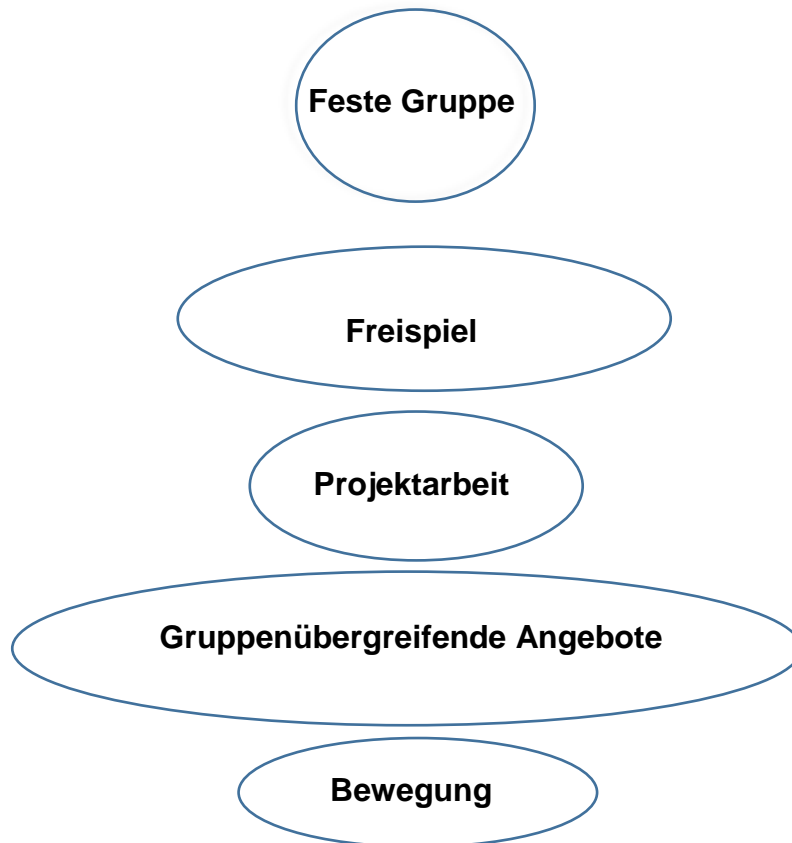 Feste Gruppe
Freispiel
Projektarbeit
Gruppenübergreifende Angebote
Bewegung